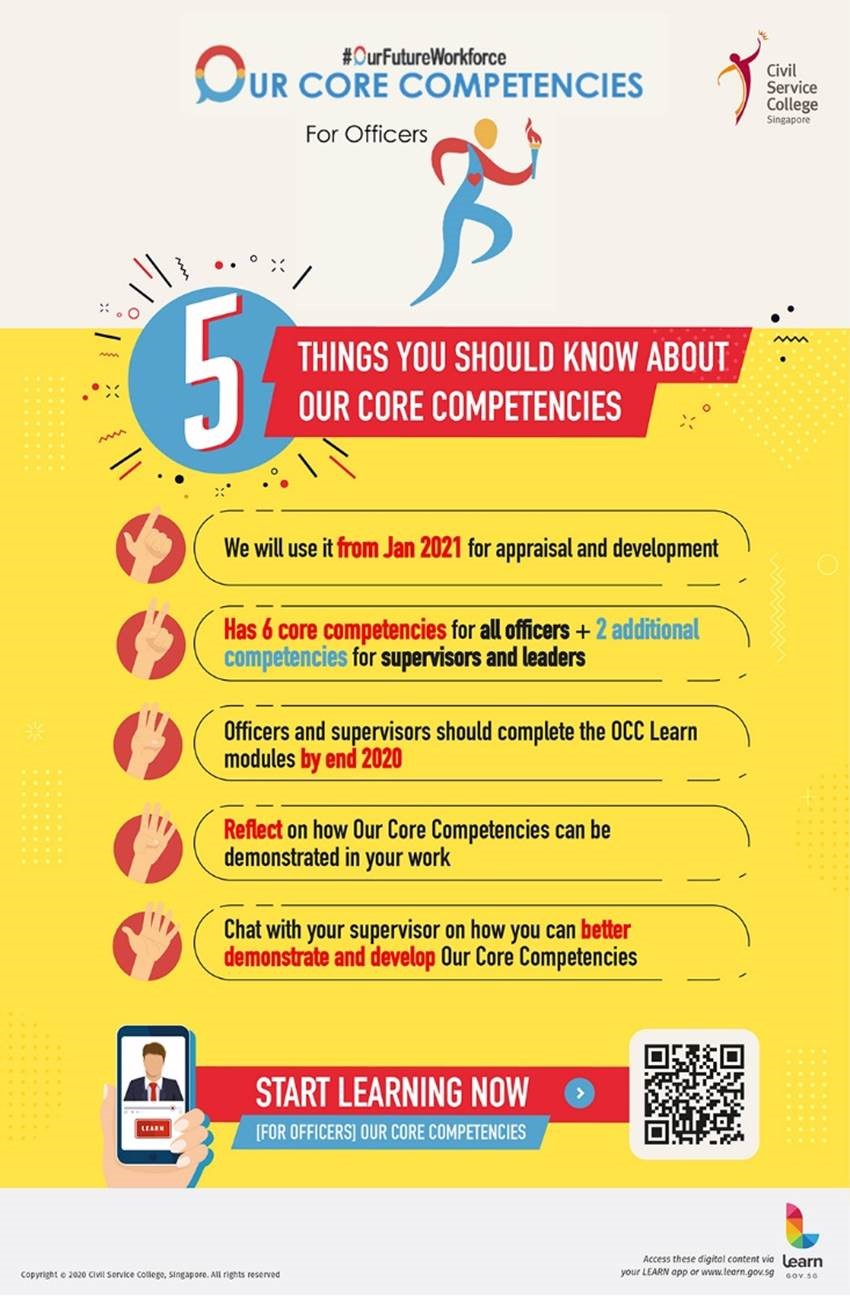 #OurFutureWorkforce
OUR CORE COMPETENCIES
For Officers
Civil
Service
College
Singapore
5
THINGS YOU SHOULD KNOW ABOUT
OUR CORE COMPETENCIES
We will use it from Jan 2021 for appraisal and development
Has 6 core competencies for all officers + 2 additional
competencies for supervisors and leaders
Officers and supervisors should complete the OCC Learn
modules by end 2020
Reflect on how Our Core Competencies can be
demonstrated in your work
Chat with your supervisor on how you can better
demonstrate and develop Our Core Competencies
LEARN
START LEARNING NOW
[FOR OFFICERS] OUR CORE COMPETENCIES
Copyright © 2020 Civil Service College, Singapore. All rights reserved
Access these digital content via
your LEARN app or www.learn.gov.sg
Learn
GOV.SG